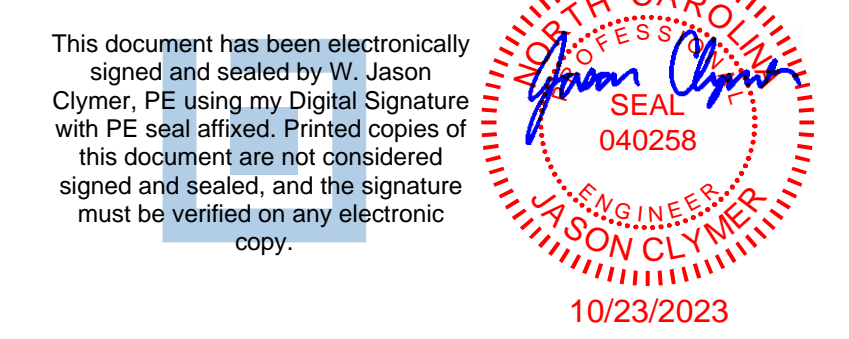 This document has been electronically
signed and sealed by W. Jason
Clymer, PE using my Digital Signature
with PE seal affixed. Printed copies of
this document are not considered
signed and sealed, and the signature
must be verified on any electronic
copy.
NORTH CAROLINA
PROFESSIONAL
Jason Clymer
SEAL
040258
ENGINEER
JASON CLYMER
10/23/2023